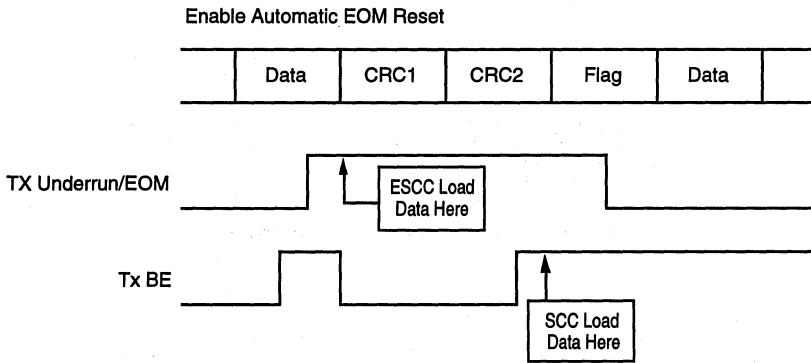 Enable Automatic EOM Reset
Data CRC1 CRC2 Flag Data
TX Underrun/EOM
ESCC Load
Data Here
Tx BE
SCC Load
Data Here